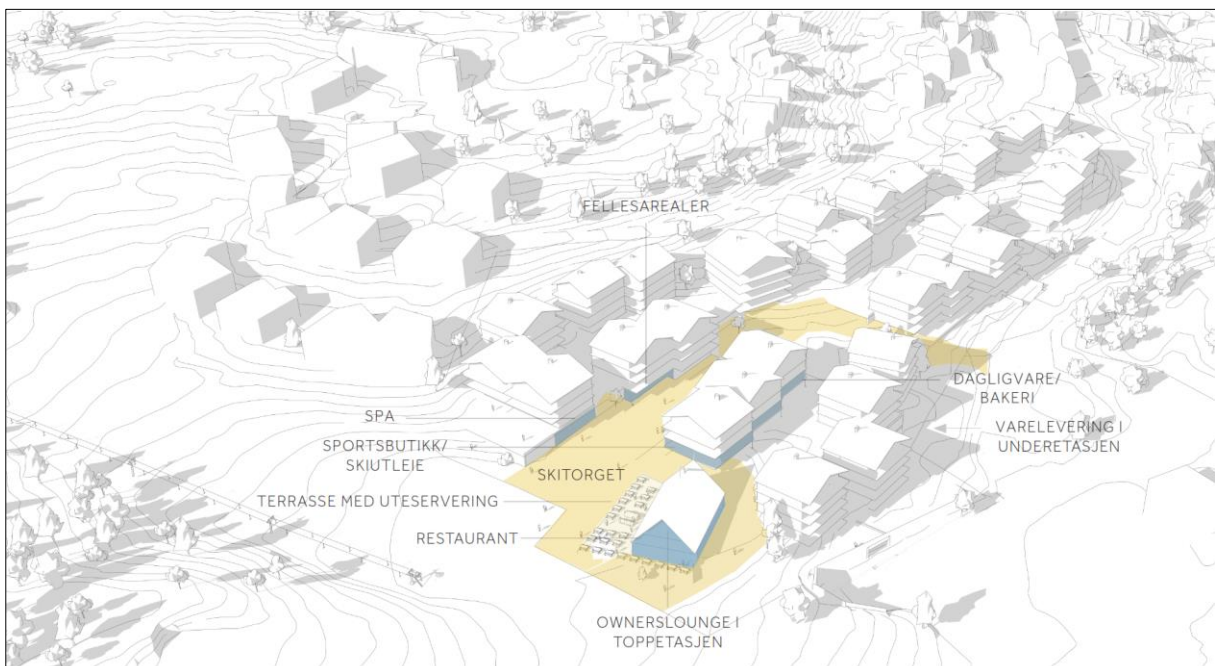 FELLESAREALER
DAGLIGVARE/
BAKERI
SPA
VARELEVERING I
UNDERETASJEN
SPORTSBUTIKK/
SKIUTLEIE
SKITORGET
TERRASSE MED UTESERVERING
RESTAURANT
OWNERSLOUNGE I
TOPPETASJEN